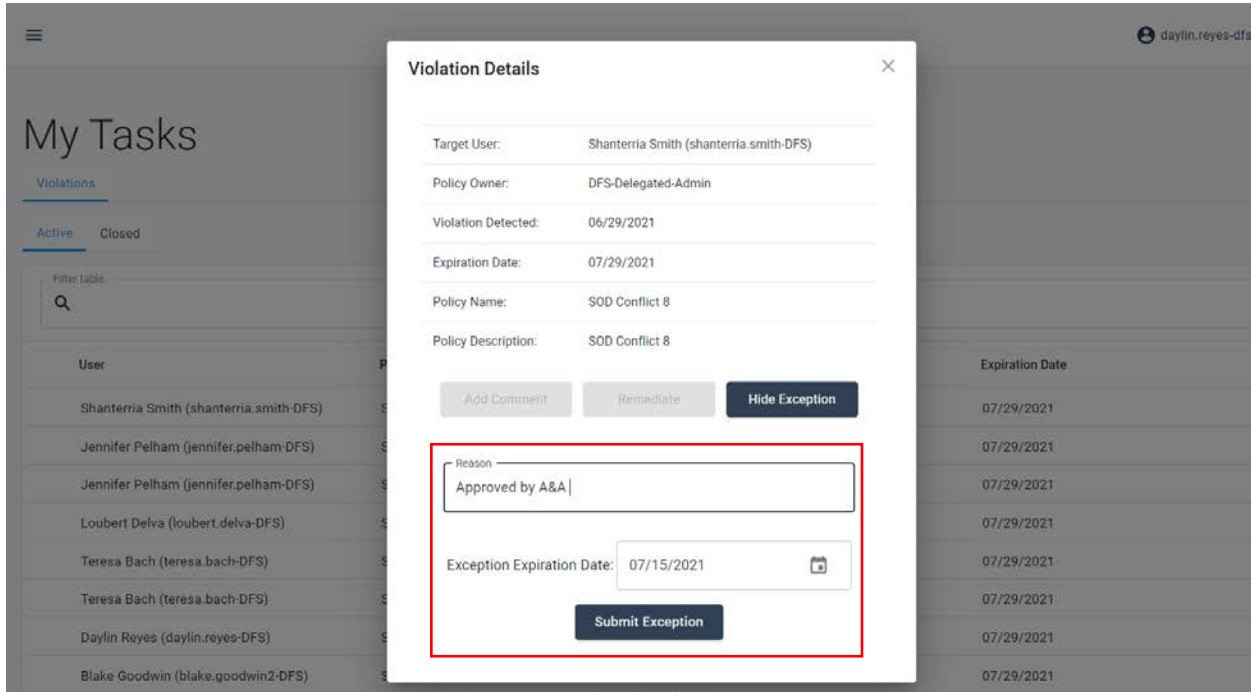 daylin.reyes-dfs
My Tasks
Violations
Active Closed
Filter table.
User Expiration Date
Shanterria Smith (shanterria.smith-DFS) 07/29/2021
Jennifer Pelham (jennifer.pelham-DFS) 07/29/2021
Jennifer Pelham (jennifer.pelham-DFS) 07/29/2021
Loubert Delva (loubert.delva-DFS) 07/29/2021
Teresa Bach (teresa.bach-DFS) 07/29/2021
Teresa Bach (teresa.bach-DFS) 07/29/2021
Daylin Reyes (daylin.reyes-DFS) 07/29/2021
Blake Goodwin (blake.goodwin2-DFS) 07/29/2021
Violation Details
Target User: Shanterria Smith (shanterria.smith-DFS)
Policy Owner: DFS-Delegated-Admin
Violation Detected: 06/29/2021
Expiration Date: 07/29/2021
Policy Name: SOD Conflict 8
Policy Description: SOD Conflict 8
Add Comment Remediate Hide Exception
Reason
Approved by A&A
Exception Expiration Date: 07/15/2021
Submit Exception